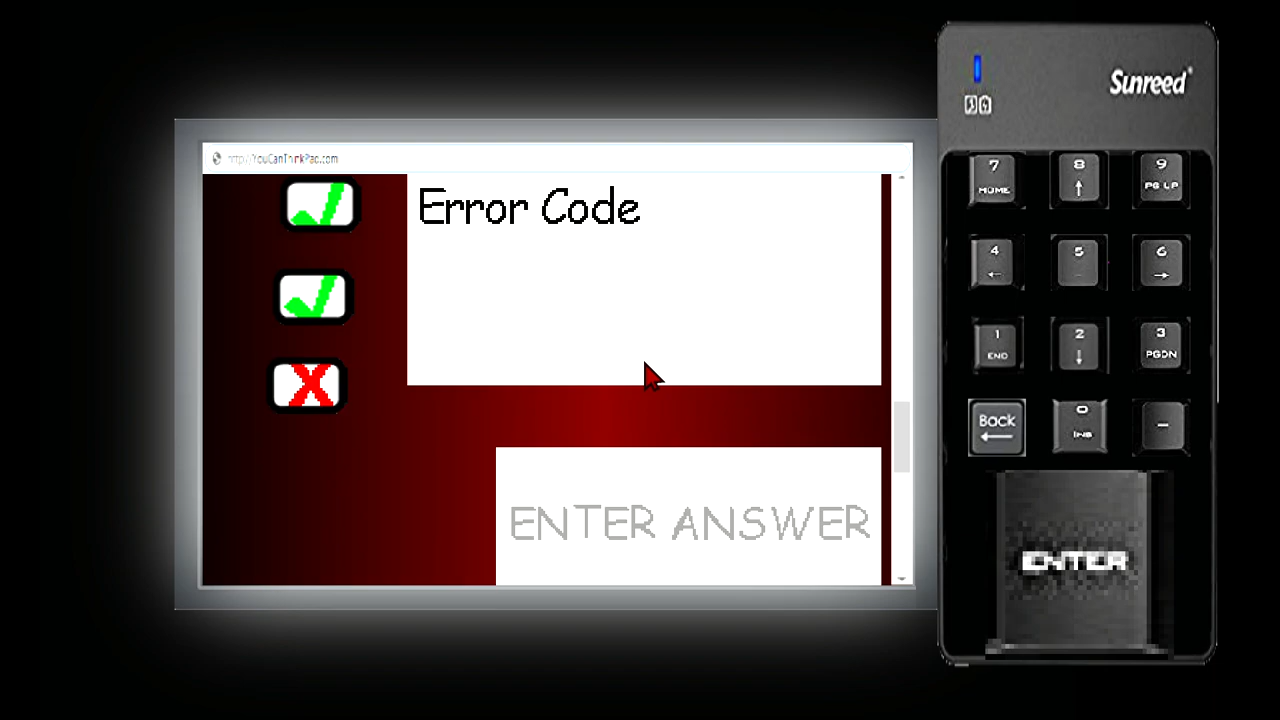 Sunreed
http://YouCanThinkPad.com
Error Code
ENTER ANSWER
7 8 9
HOME ↑ PG UP
4 5 6
← →
1 2 3
END ↓ PGDN
Back 0 -
← INS
ENTER